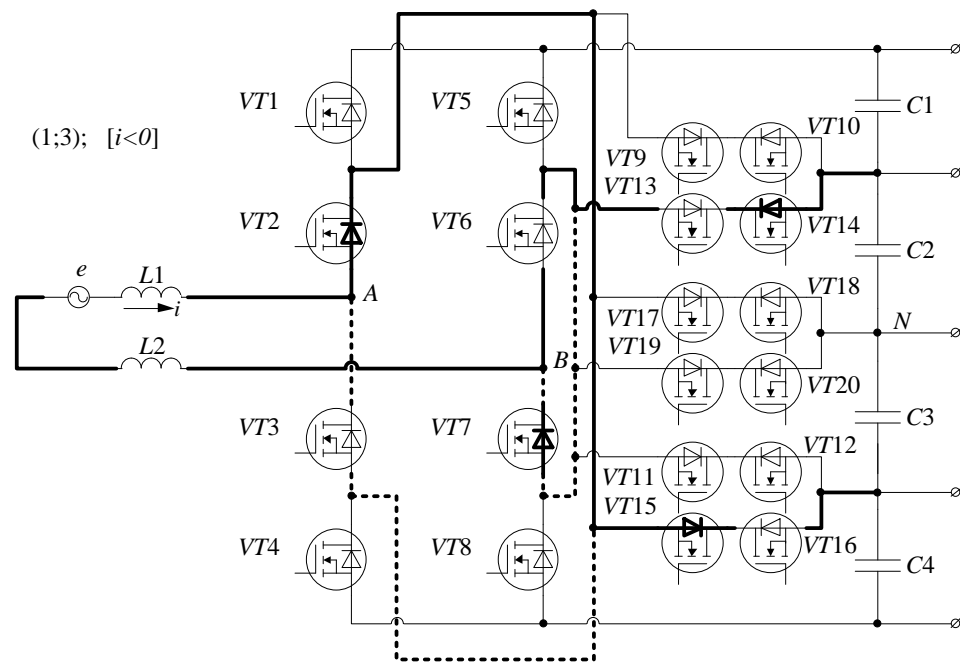 VT1
VT5
C1
(1;3); [i<0]
VT10
VT9
VT13
VT2
VT6
VT14
C2
e
L1
A
i
VT18
VT17
N
VT19
L2
B
VT20
C3
VT3
VT7
VT12
VT11
VT15
VT4
VT8
VT16
C4